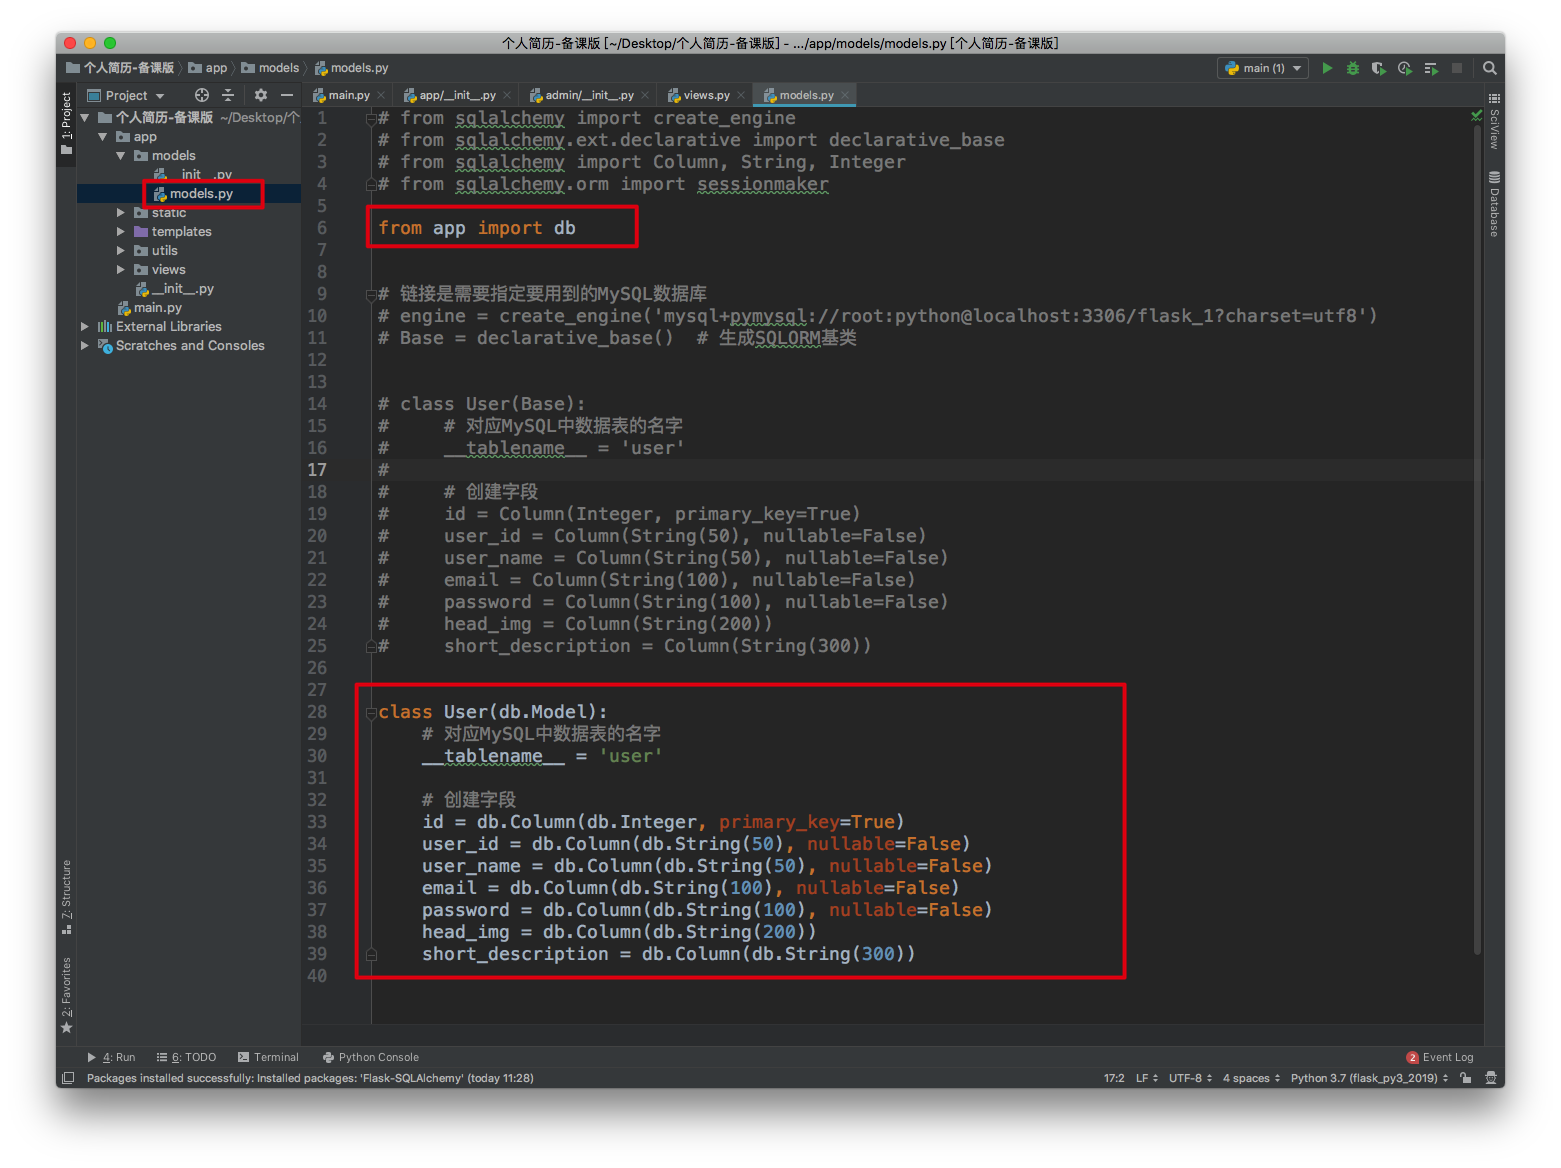 个人简历-备课版 [~/Desktop/个人简历-备课版] - .../app/models/models.py [个人简历-备课版]
个人简历-备课版 app models models.py main (1)
Project
main.py app/__init__.py admin/__init__.py views.py models.py
1: Project
个人简历-备课版 ~/Desktop/个
app
models
__init__.py
models.py
static
templates
utils
views
__init__.py
main.py
External Libraries
Scratches and Consoles
7: Structure
2: Favorites
1 # from sqlalchemy import create_engine
2 # from sqlalchemy.ext.declarative import declarative_base
3 # from sqlalchemy import Column, String, Integer
4 # from sqlalchemy.orm import sessionmaker
5
6 from app import db
7
8
9 # 链接是需要指定要用到的MySQL数据库
10 # engine = create_engine('mysql+pymysql://root:python@localhost:3306/flask_1?charset=utf8')
11 # Base = declarative_base()  # 生成SQLORM基类
12
13
14 # class User(Base):
15 #     # 对应MySQL中数据表的名字
16 #     __tablename__ = 'user'
17 #
18 #     # 创建字段
19 #     id = Column(Integer, primary_key=True)
20 #     user_id = Column(String(50), nullable=False)
21 #     user_name = Column(String(50), nullable=False)
22 #     email = Column(String(100), nullable=False)
23 #     password = Column(String(100), nullable=False)
24 #     head_img = Column(String(200))
25 #     short_description = Column(String(300))
26
27
28 class User(db.Model):
29     # 对应MySQL中数据表的名字
30     __tablename__ = 'user'
31
32     # 创建字段
33     id = db.Column(db.Integer, primary_key=True)
34     user_id = db.Column(db.String(50), nullable=False)
35     user_name = db.Column(db.String(50), nullable=False)
36     email = db.Column(db.String(100), nullable=False)
37     password = db.Column(db.String(100), nullable=False)
38     head_img = db.Column(db.String(200))
39     short_description = db.Column(db.String(300))
40
SciView
Database
4: Run 6: TODO Terminal Python Console 2 Event Log
Packages installed successfully: Installed packages: 'Flask-SQLAlchemy' (today 11:28) 17:2 LF UTF-8 4 spaces Python 3.7 (flask_py3_2019)